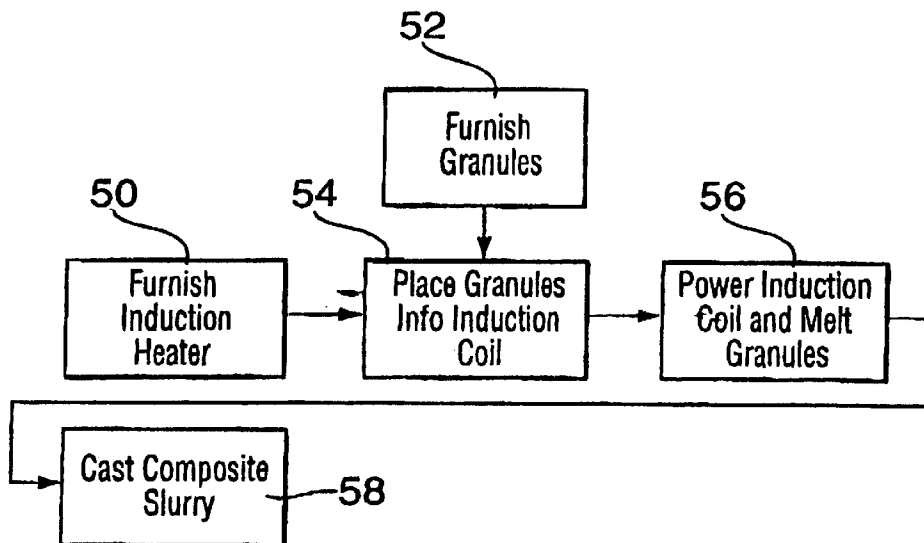 52
Furnish
Granules
50
54
56
Furnish
Induction
Heater
Place Granules
Info Induction
Coil
Power Induction
Coil and Melt
Granules
Cast Composite
Slurry
58